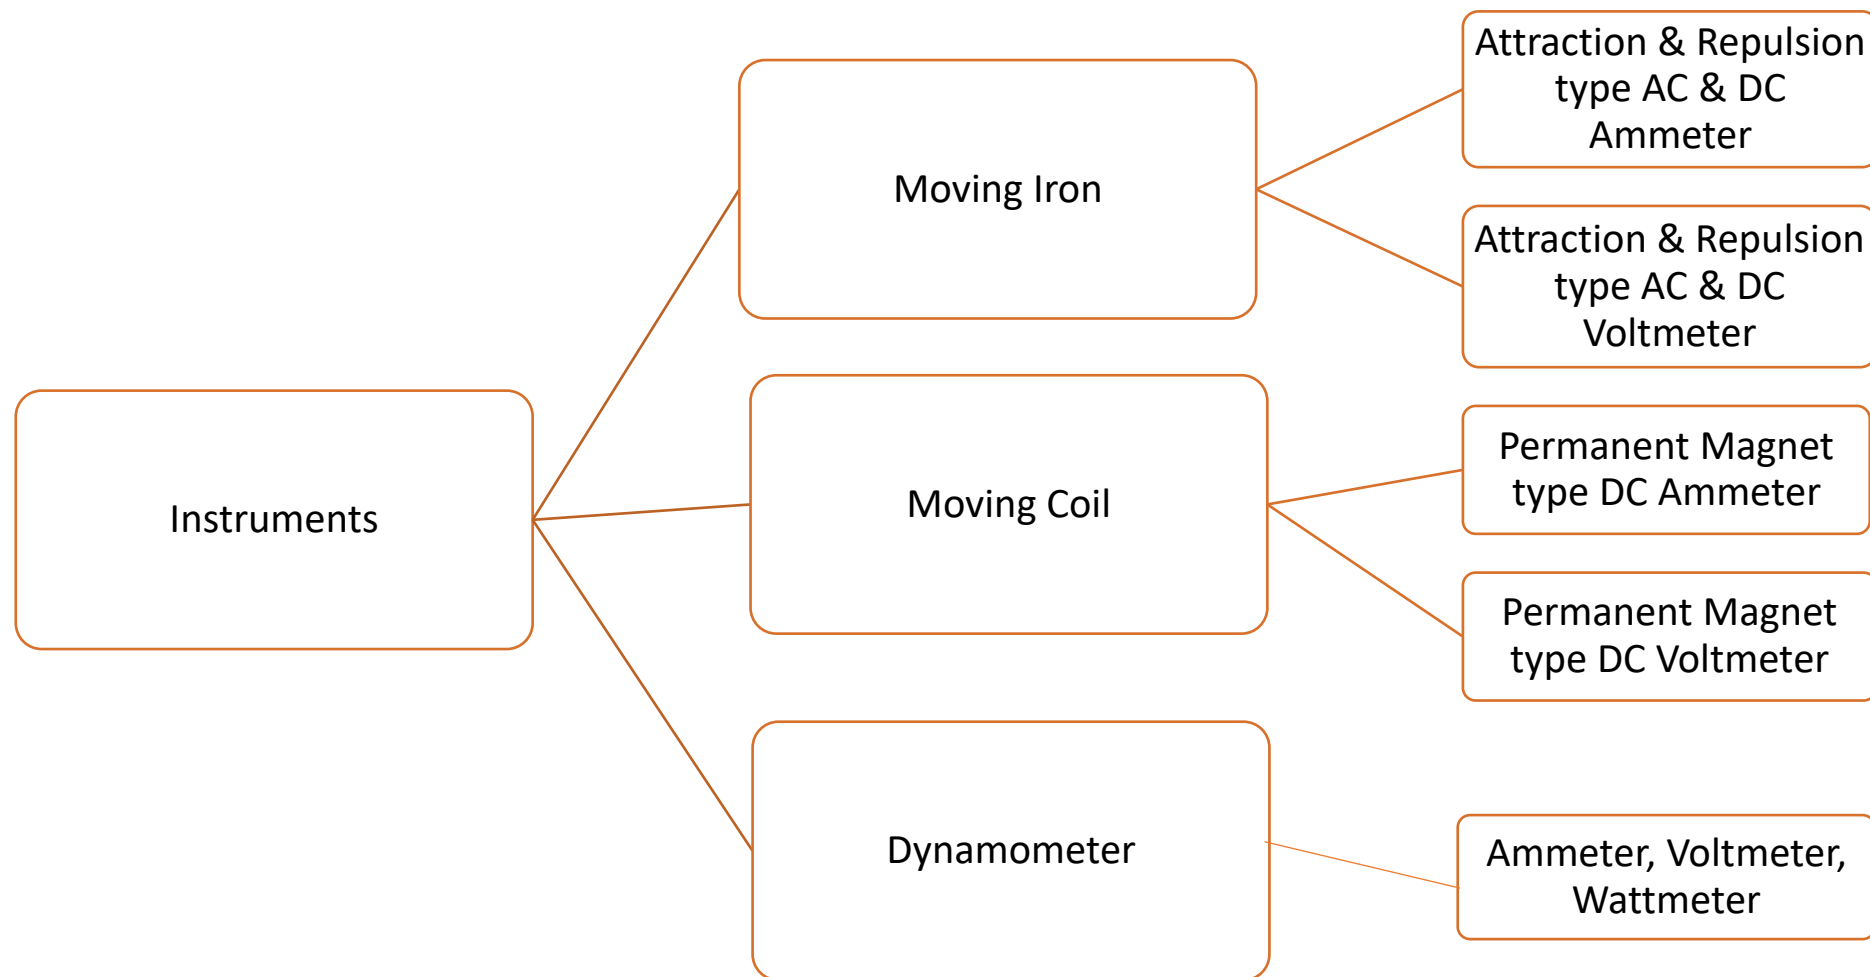 Instruments
Moving Iron
Attraction & Repulsion
type AC & DC
Ammeter
Attraction & Repulsion
type AC & DC
Voltmeter
Moving Coil
Permanent Magnet
type DC Ammeter
Permanent Magnet
type DC Voltmeter
Dynamometer
Ammeter, Voltmeter,
Wattmeter